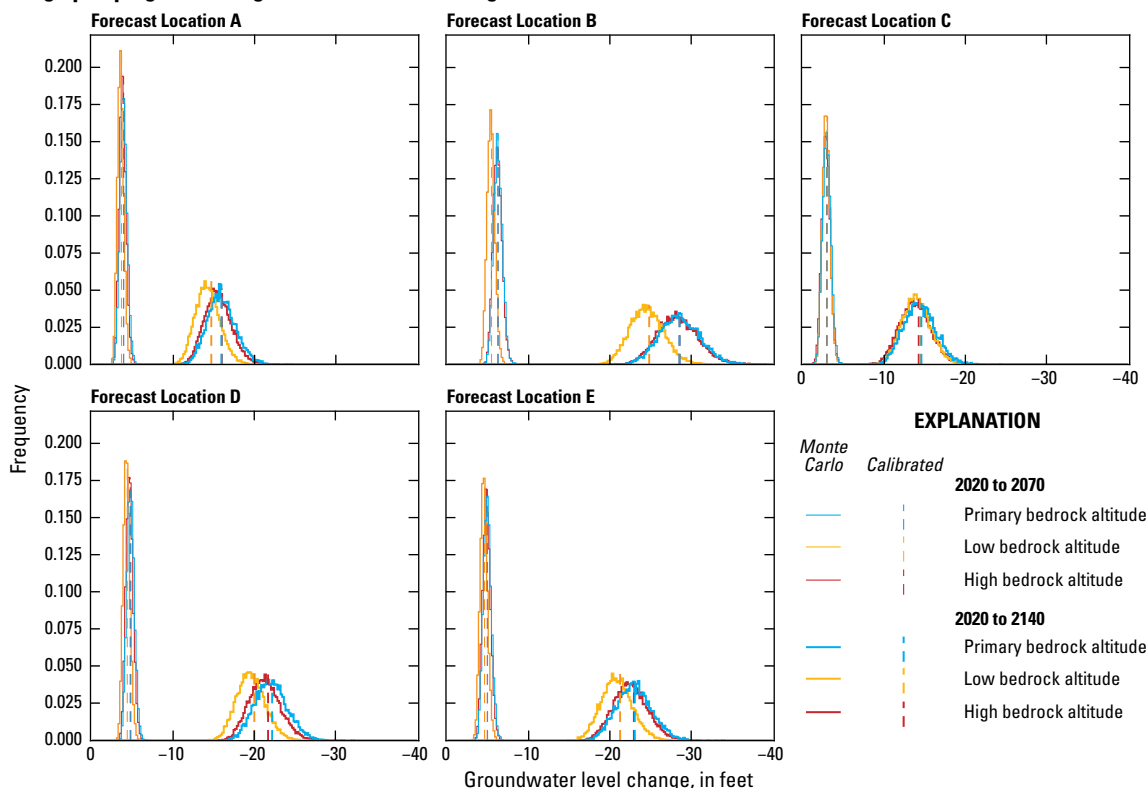 Forecast Location A
Forecast Location B
Forecast Location C
0.200
0.175
0.150
0.125
0.100
0.075
0.050
0.025
0.000
0 −10 −20 −30 −40
Frequency
Forecast Location D
Forecast Location E
0.200
0.175
0.150
0.125
0.100
0.075
0.050
0.025
0.000
0 −10 −20 −30 −40
0 −10 −20 −30 −40
Groundwater level change, in feet
EXPLANATION
Monte Carlo
Calibrated
2020 to 2070
Primary bedrock altitude
Low bedrock altitude
High bedrock altitude
2020 to 2140
Primary bedrock altitude
Low bedrock altitude
High bedrock altitude